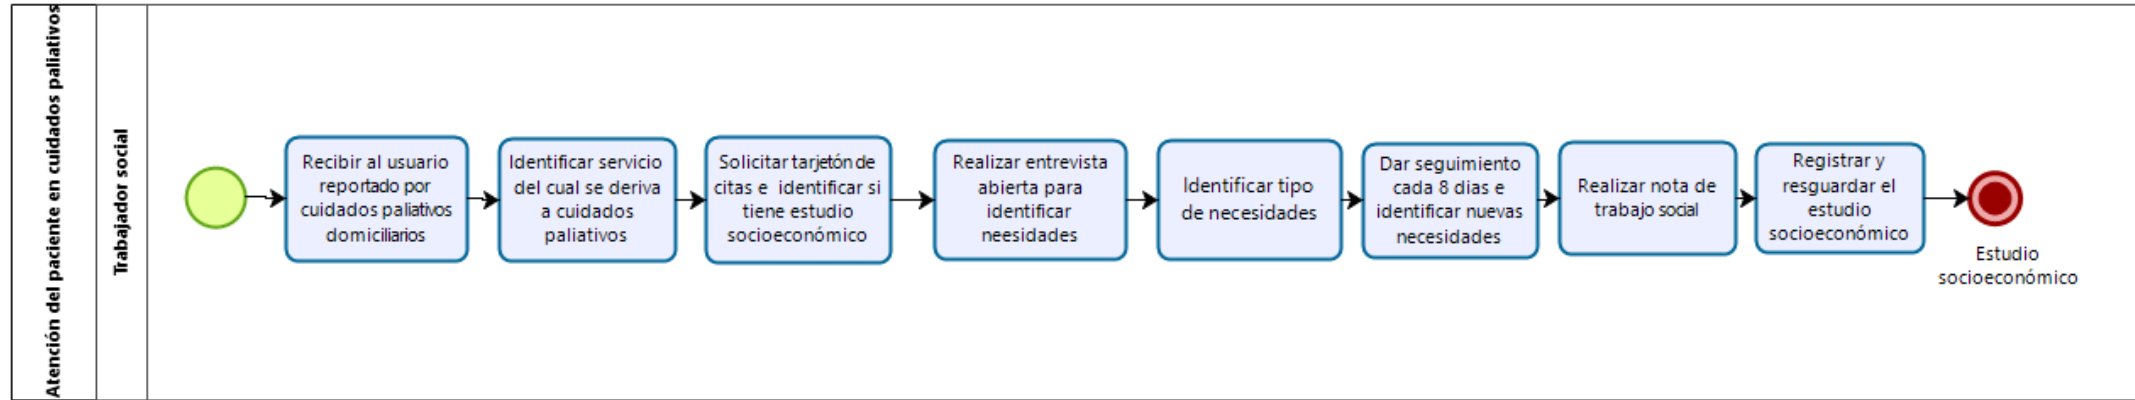 Atención del paciente en cuidados paliativos
Trabajador social
Recibir al usuario
reportado por
cuidados paliativos
domiciliarios
Identificar servicio
del cual se deriva
a cuidados
paliativos
Solicitar tarjetón de
citas e  identificar si
tiene estudio
socioeconómico
Realizar entrevista
abierta para
identificar
neesidades
Identificar tipo
de necesidades
Dar seguimiento
cada 8 dias e
identificar nuevas
necesidades
Realizar nota de
trabajo social
Registrar y
resguardar el
estudio
socioeconómico
Estudio
socioeconómico